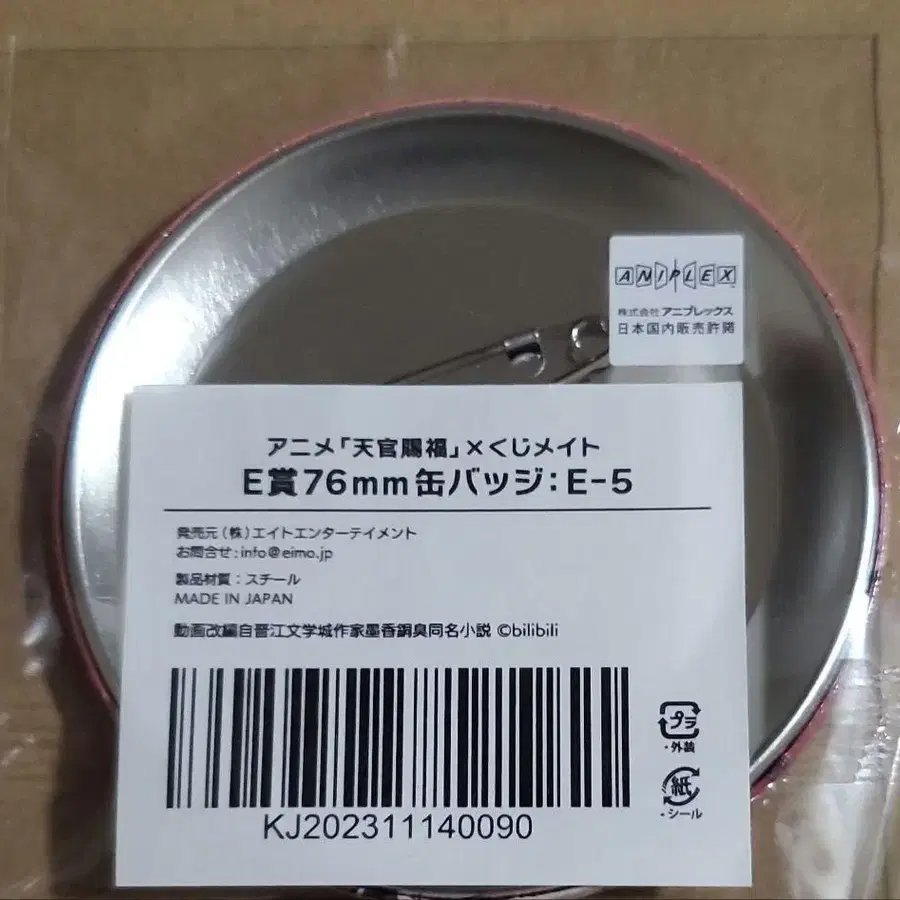 ANIPLEX
株式会社 アニプレックス
日本国内販売許諾
アニメ「天官賜福」×くじメイト
E賞76mm缶バッジ:E-5
発売元(株)エイトエンターテイメント
お問合せ:info@eimo.jp
製品材質:スチール
MADE IN JAPAN
動画改編自晋江文学城作家墨香銅臭同名小説 ©bilibili
プラ
・外装
紙
・シール
KJ202311140090